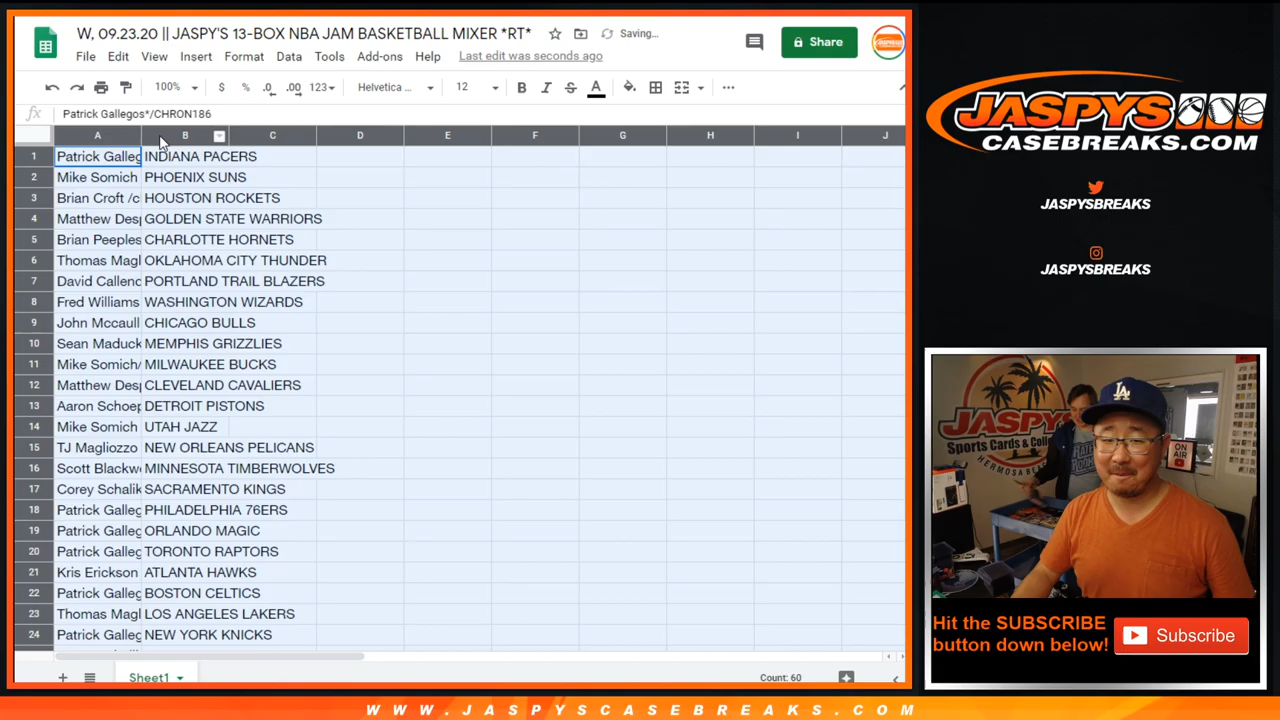 W, 09.23.20 || JASPY'S 13-BOX NBA JAM BASKETBALL MIXER *RT*
Saving...
Share
File Edit View Insert Format Data Tools Add-ons Help Last edit was seconds ago
100% $ % .0 .00 123 Helvetica ... 12 B I S A ...
fx Patrick Gallegos*/CHRON186
A B C D E F G H I J
1 Patrick Galleg INDIANA PACERS
2 Mike Somich PHOENIX SUNS
3 Brian Croft /c HOUSTON ROCKETS
4 Matthew Desp GOLDEN STATE WARRIORS
5 Brian Peeples CHARLOTTE HORNETS
6 Thomas Magl OKLAHOMA CITY THUNDER
7 David Callend PORTLAND TRAIL BLAZERS
8 Fred Williams WASHINGTON WIZARDS
9 John Mccaull CHICAGO BULLS
10 Sean Maduck MEMPHIS GRIZZLIES
11 Mike Somich/ MILWAUKEE BUCKS
12 Matthew Desp CLEVELAND CAVALIERS
13 Aaron Schoep DETROIT PISTONS
14 Mike Somich UTAH JAZZ
15 TJ Magliozzo NEW ORLEANS PELICANS
16 Scott Blackwo MINNESOTA TIMBERWOLVES
17 Corey Schalik SACRAMENTO KINGS
18 Patrick Galleg PHILADELPHIA 76ERS
19 Patrick Galleg ORLANDO MAGIC
20 Patrick Galleg TORONTO RAPTORS
21 Kris Erickson ATLANTA HAWKS
22 Patrick Galleg BOSTON CELTICS
23 Thomas Magl LOS ANGELES LAKERS
24 Patrick Galleg NEW YORK KNICKS
Sheet1
Count: 60
JASPYS
CASEBREAKS.COM
JASPYSBREAKS
JASPYSBREAKS
JASPYS
Sports Cards & Colle
HERMOSA BEA
LA
ON AIR
Hit the SUBSCRIBE
button down below!
Subscribe
WWW.JASPYSCASEBREAKS.COM